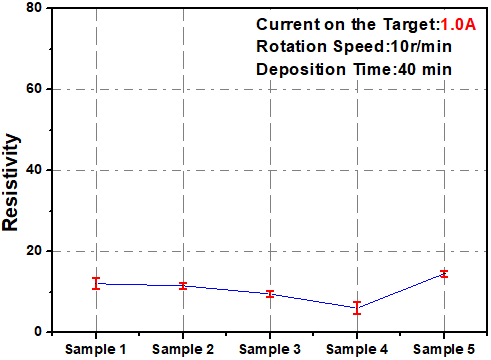 Current on the Target:1.0A
Rotation Speed:10r/min
Deposition Time:40 min
Resistivity
80
60
40
20
0
Sample 1 Sample 2 Sample 3 Sample 4 Sample 5